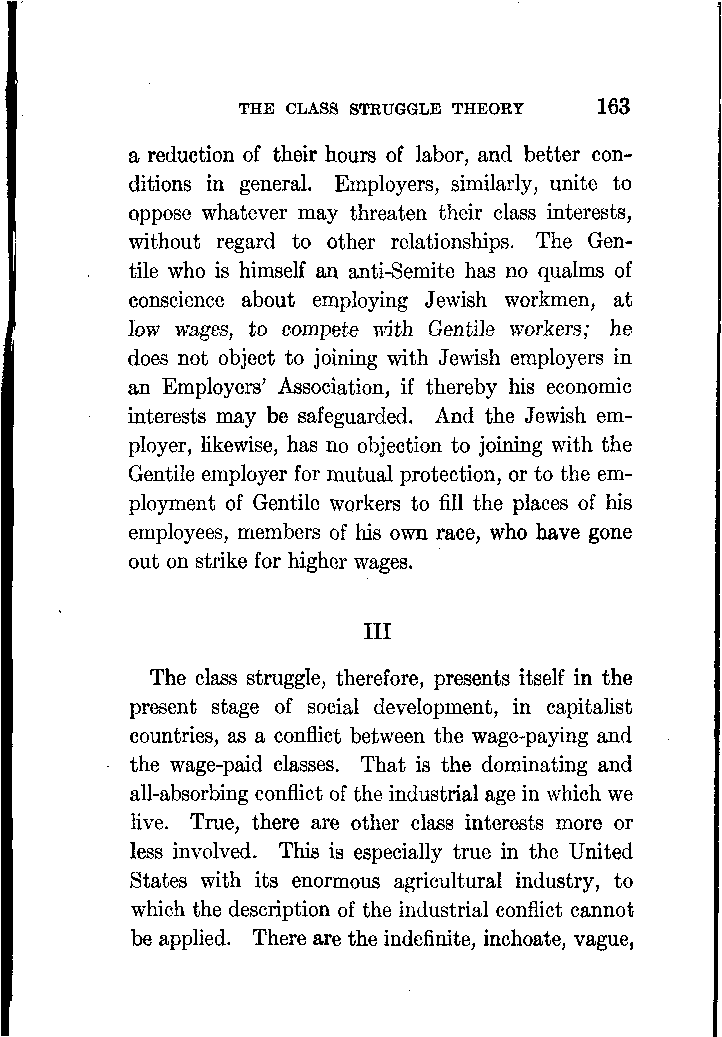 THE CLASS STRUGGLE THEORY 163
a reduction of their hours of labor, and better con-
ditions in general. Employers, similarly, unite to
oppose whatever may threaten their class interests,
without regard to other relationships. The Gen-
tile who is himself an anti-Semite has no qualms of
conscience about employing Jewish workmen, at
low wages, to compete with Gentile workers; he
does not object to joining with Jewish employers in
an Employers' Association, if thereby his economic
interests may be safeguarded. And the Jewish em-
ployer, likewise, has no objection to joining with the
Gentile employer for mutual protection, or to the em-
ployment of Gentile workers to fill the places of his
employees, members of his own race, who have gone
out on strike for higher wages.
III
The class struggle, therefore, presents itself in the
present stage of social development, in capitalist
countries, as a conflict between the wage-paying and
the wage-paid classes. That is the dominating and
all-absorbing conflict of the industrial age in which we
live. True, there are other class interests more or
less involved. This is especially true in the United
States with its enormous agricultural industry, to
which the description of the industrial conflict cannot
be applied. There are the indefinite, inchoate, vague,